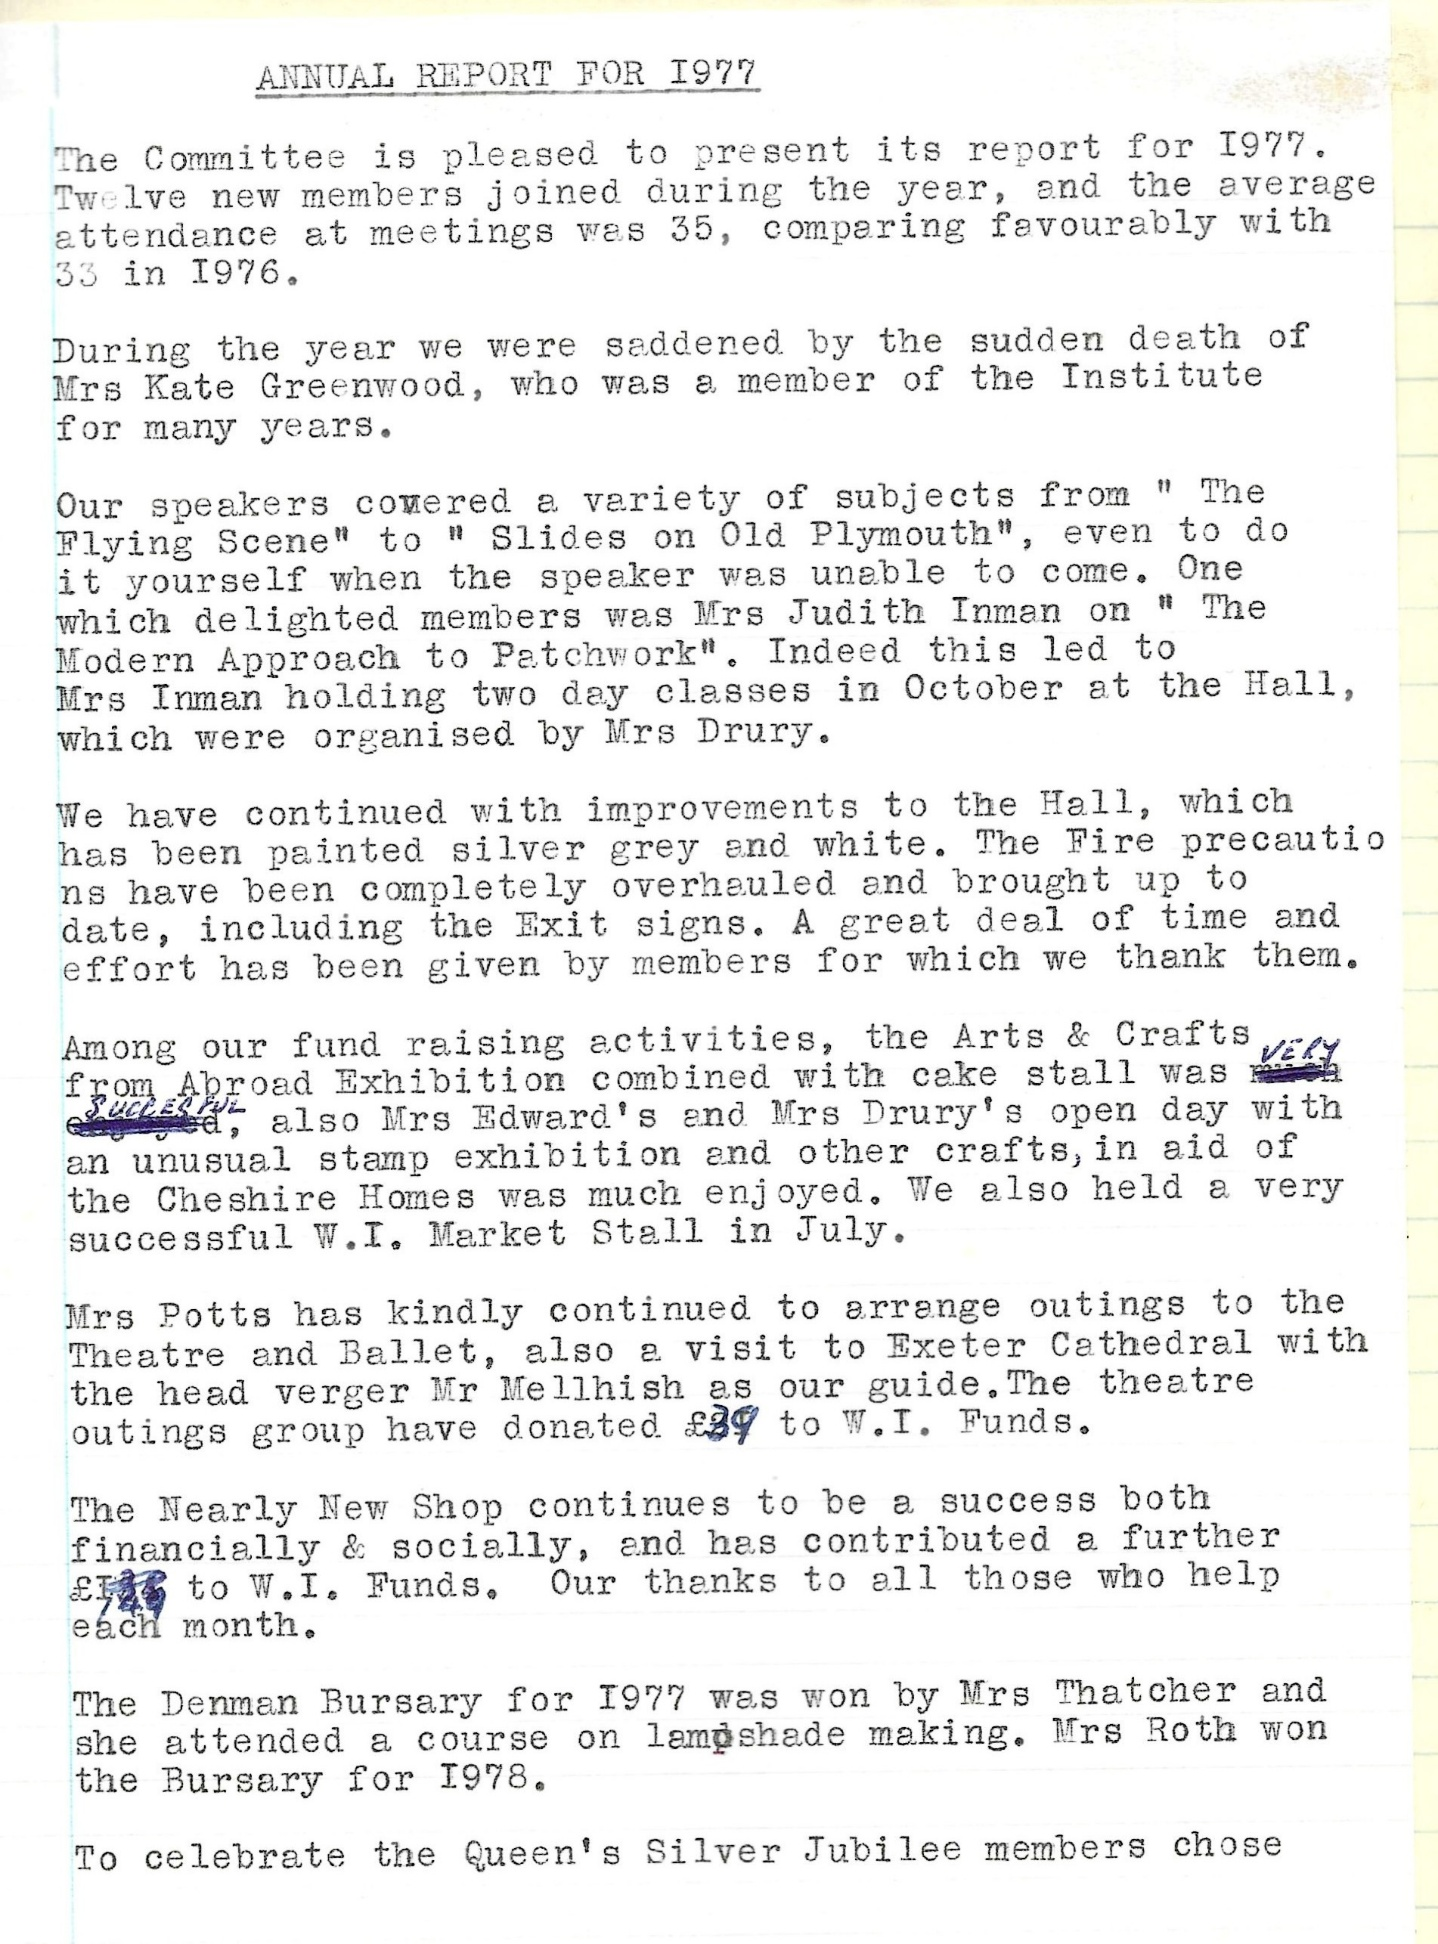 ANNUAL REPORT FOR I977
The Committee is pleased to present its report for I977.
Twelve new members joined during the year, and the average
attendance at meetings was 35, comparing favourably with
33 in I976.
During the year we were saddened by the sudden death of
Mrs Kate Greenwood, who was a member of the Institute
for many years.
Our speakers covered a variety of subjects from " The
Flying Scene" to " Slides on Old Plymouth", even to do
it yourself when the speaker was unable to come. One
which delighted members was Mrs Judith Inman on " The
Modern Approach to Patchwork". Indeed this led to
Mrs Inman holding two day classes in October at the Hall,
which were organised by Mrs Drury.
We have continued with improvements to the Hall, which
has been painted silver grey and white. The Fire precautio
ns have been completely overhauled and brought up to
date, including the Exit signs. A great deal of time and
effort has been given by members for which we thank them.
Among our fund raising activities, the Arts & Crafts
from Abroad Exhibition combined with cake stall was VERY
SUCCESFUL, also Mrs Edward's and Mrs Drury's open day with
an unusual stamp exhibition and other crafts, in aid of
the Cheshire Homes was much enjoyed. We also held a very
successful W.I. Market Stall in July.
Mrs Potts has kindly continued to arrange outings to the
Theatre and Ballet, also a visit to Exeter Cathedral with
the head verger Mr Mellhish as our guide.The theatre
outings group have donated £39 to W.I. Funds.
The Nearly New Shop continues to be a success both
financially & socially, and has contributed a further
£ to W.I. Funds. Our thanks to all those who help
each month.
The Denman Bursary for I977 was won by Mrs Thatcher and
she attended a course on lampshade making. Mrs Roth won
the Bursary for I978.
To celebrate the Queen's Silver Jubilee members chose